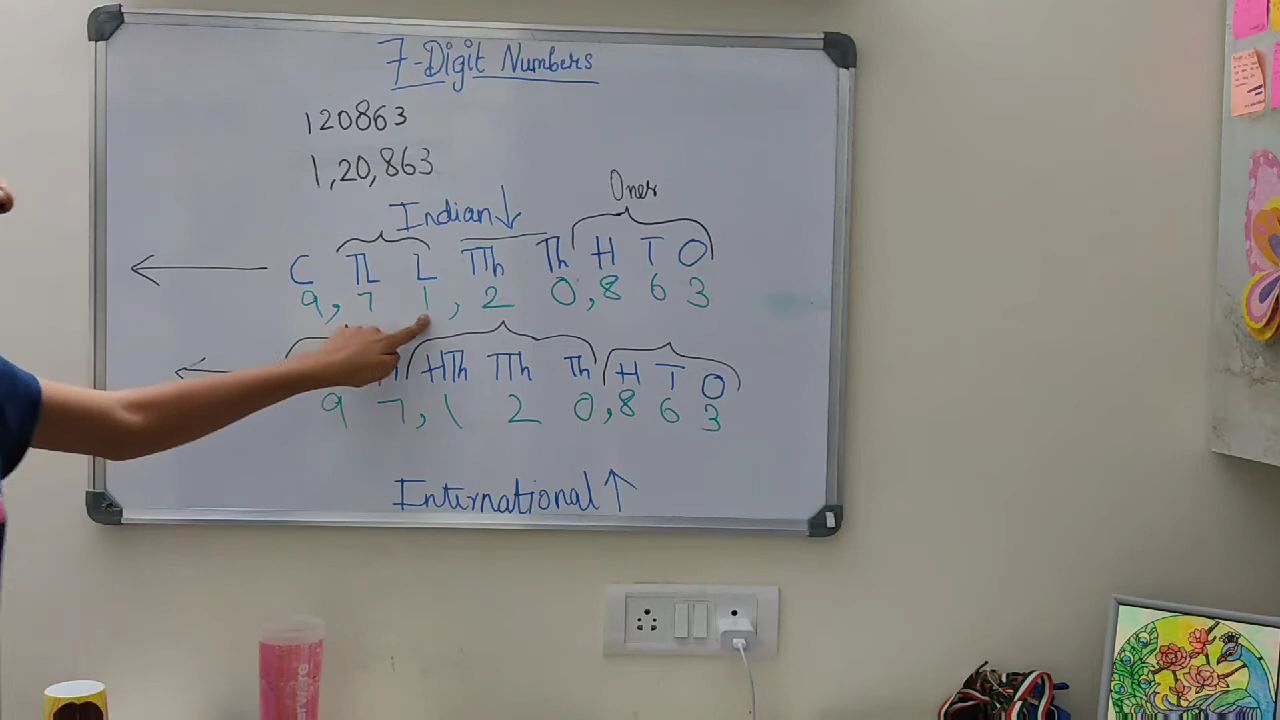 7-Digit Numbers
120863
1,20,863
Ones
Indian ↓
C TL L TTh Th H T O
9, 7 1, 2 0, 8 6 3
HTh TTh Th H T O
9 7, 1 2 0, 8 6 3
International ↑